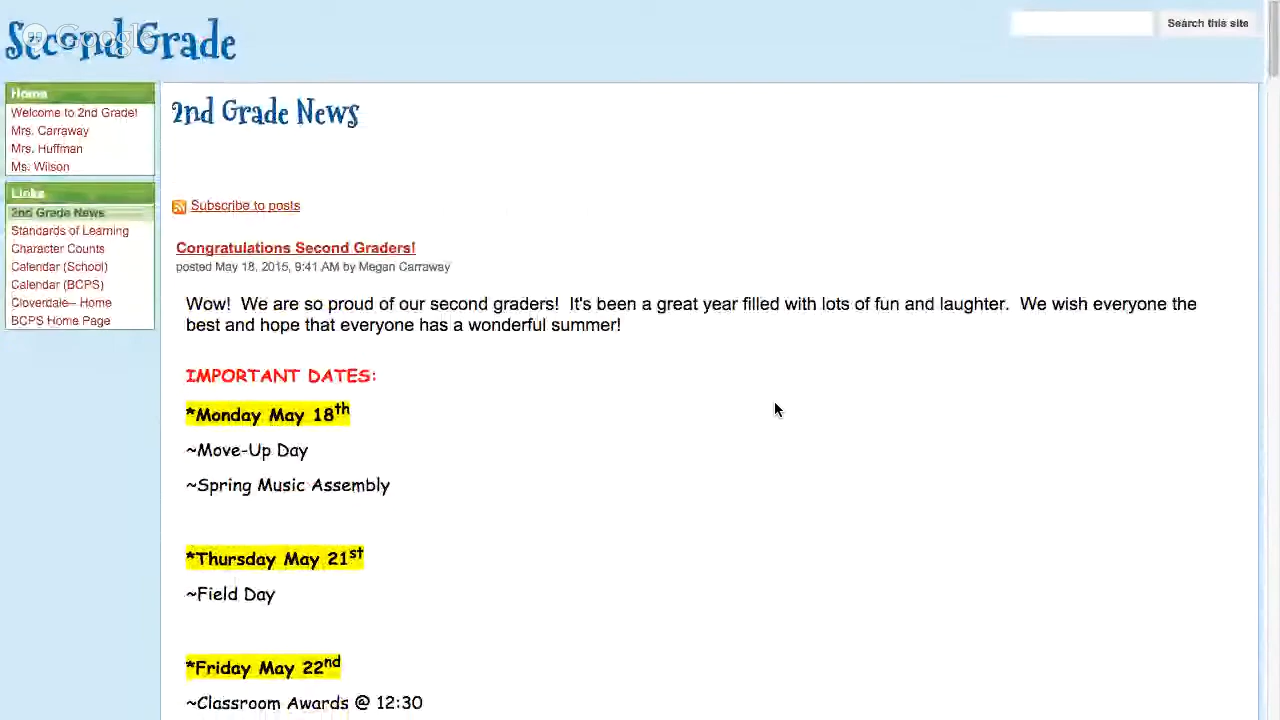 Second Grade
Google
Search this site
Home
Welcome to 2nd Grade!
Mrs. Carraway
Mrs. Huffman
Ms. Wilson
Links
2nd Grade News
Standards of Learning
Character Counts
Calendar (School)
Calendar (BCPS)
Cloverdale-- Home
BCPS Home Page
2nd Grade News
Subscribe to posts
Congratulations Second Graders!
posted May 18, 2015, 9:41 AM by Megan Carraway
Wow!  We are so proud of our second graders!  It's been a great year filled with lots of fun and laughter.  We wish everyone the
best and hope that everyone has a wonderful summer!
IMPORTANT DATES:
*Monday May 18th
~Move-Up Day
~Spring Music Assembly
*Thursday May 21st
~Field Day
*Friday May 22nd
~Classroom Awards @ 12:30